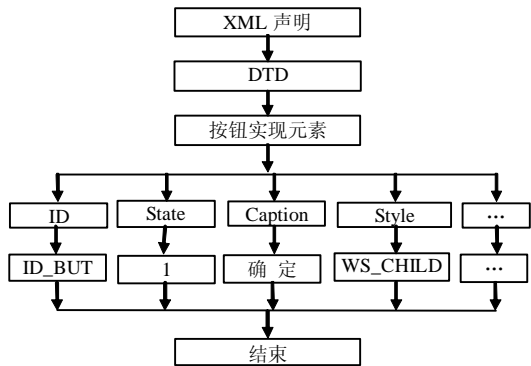 XML 声明
DTD
按钮实现元素
ID State Caption Style …
ID_BUT 1 确 定 WS_CHILD …
结束